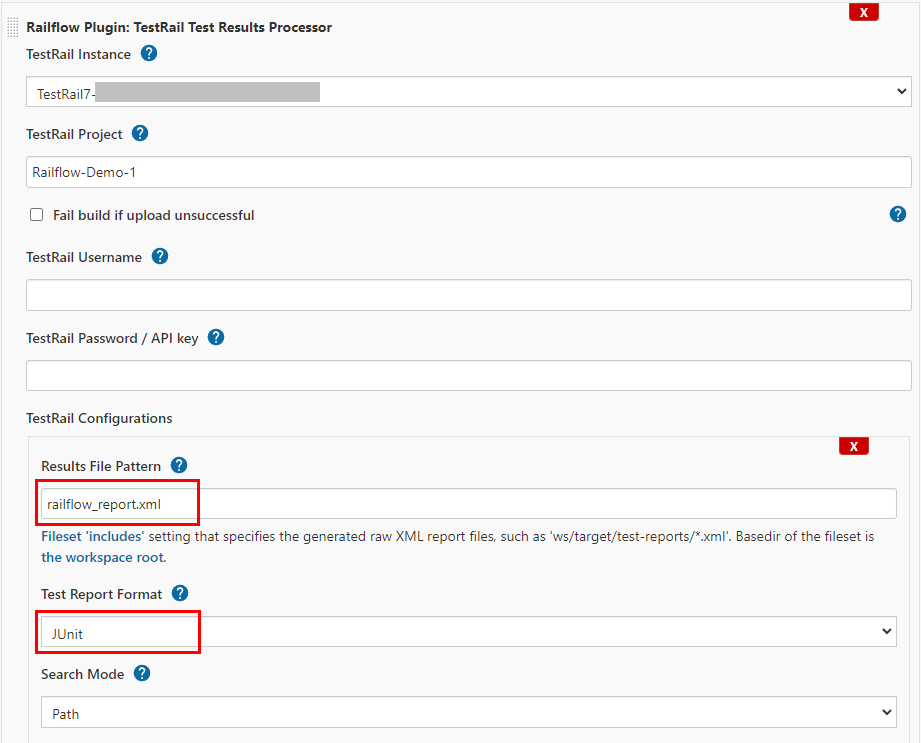 X
Railflow Plugin: TestRail Test Results Processor
TestRail Instance ?
TestRail7-
TestRail Project ?
Railflow-Demo-1
Fail build if upload unsuccessful ?
TestRail Username ?
TestRail Password / API key ?
TestRail Configurations
X
Results File Pattern ?
railflow_report.xml
Fileset 'includes' setting that specifies the generated raw XML report files, such as 'ws/target/test-reports/*.xml'. Basedir of the fileset is
the workspace root.
Test Report Format ?
JUnit
Search Mode ?
Path